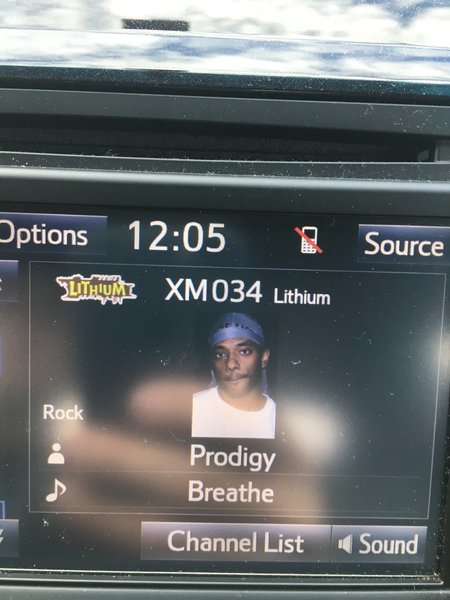 Options
12:05
Source
LITHIUM
XM034 Lithium
Rock
Prodigy
Breathe
Channel List
Sound